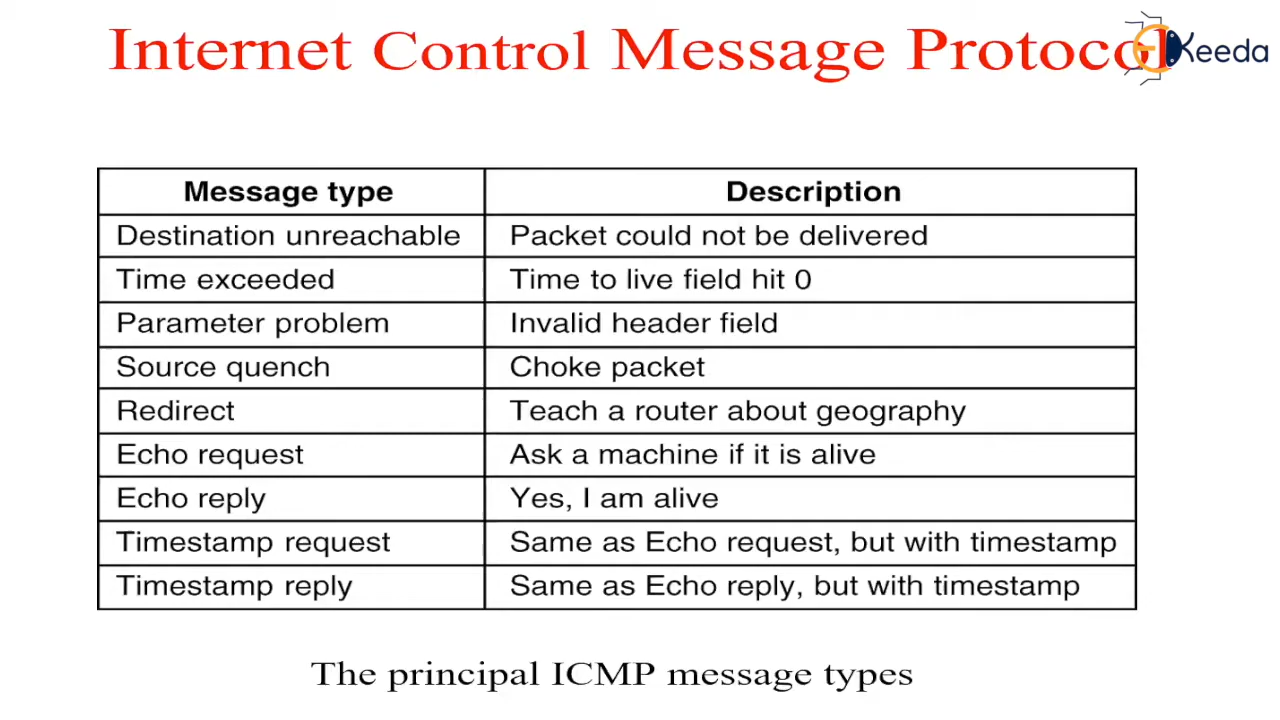 Internet Control Message Protocol
Keeda
Message type Description
Destination unreachable Packet could not be delivered
Time exceeded Time to live field hit 0
Parameter problem Invalid header field
Source quench Choke packet
Redirect Teach a router about geography
Echo request Ask a machine if it is alive
Echo reply Yes, I am alive
Timestamp request Same as Echo request, but with timestamp
Timestamp reply Same as Echo reply, but with timestamp
The principal ICMP message types